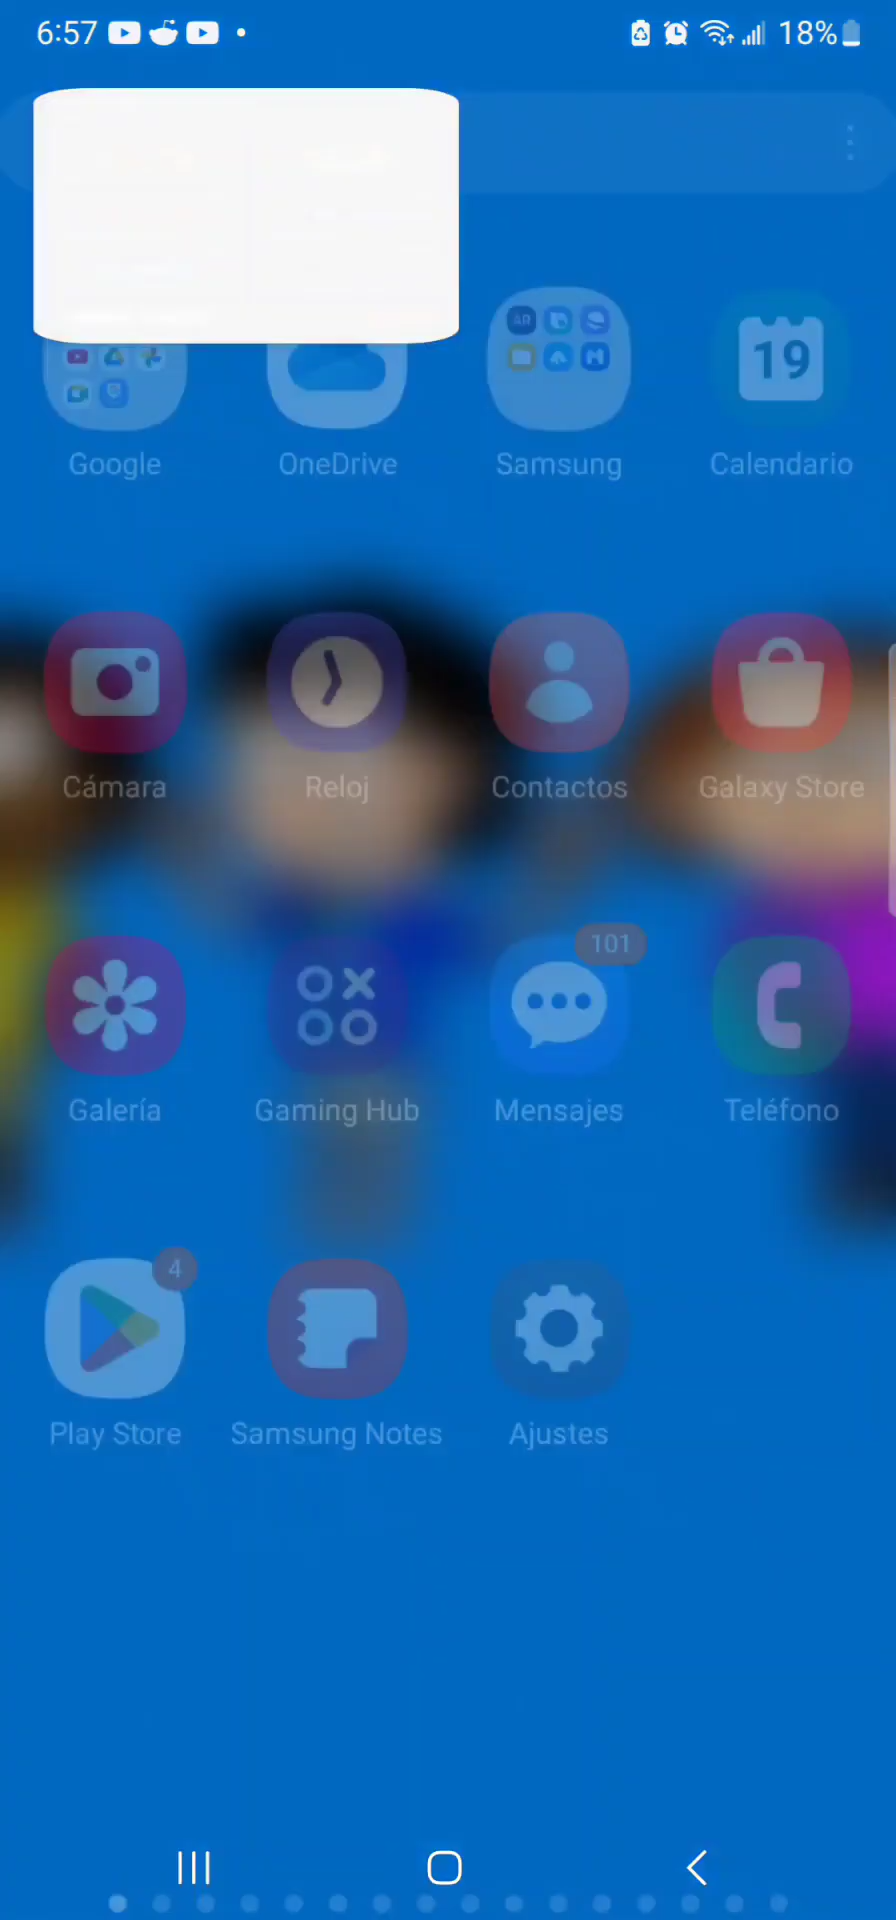 6:57 18%
AR 19
Google OneDrive Samsung Calendario
Cámara Reloj Contactos Galaxy Store
101
Galería Gaming Hub Mensajes Teléfono
4
Play Store Samsung Notes Ajustes